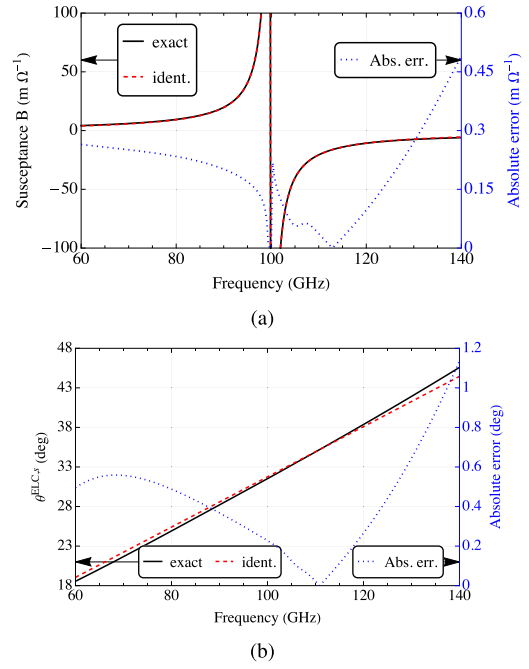 100
50
0
−50
−100
60
80
100
120
140
0
0.15
0.3
0.45
0.6
Susceptance B (m Ω⁻¹)
Absolute error (m Ω⁻¹)
Frequency (GHz)
exact
ident.
Abs. err.
(a)
48
43
38
33
28
23
18
60
80
100
120
140
0
0.2
0.4
0.6
0.8
1
1.2
θᴱᴸᶜ,ˢ (deg)
Absolute error (deg)
Frequency (GHz)
exact ident.
Abs. err.
(b)